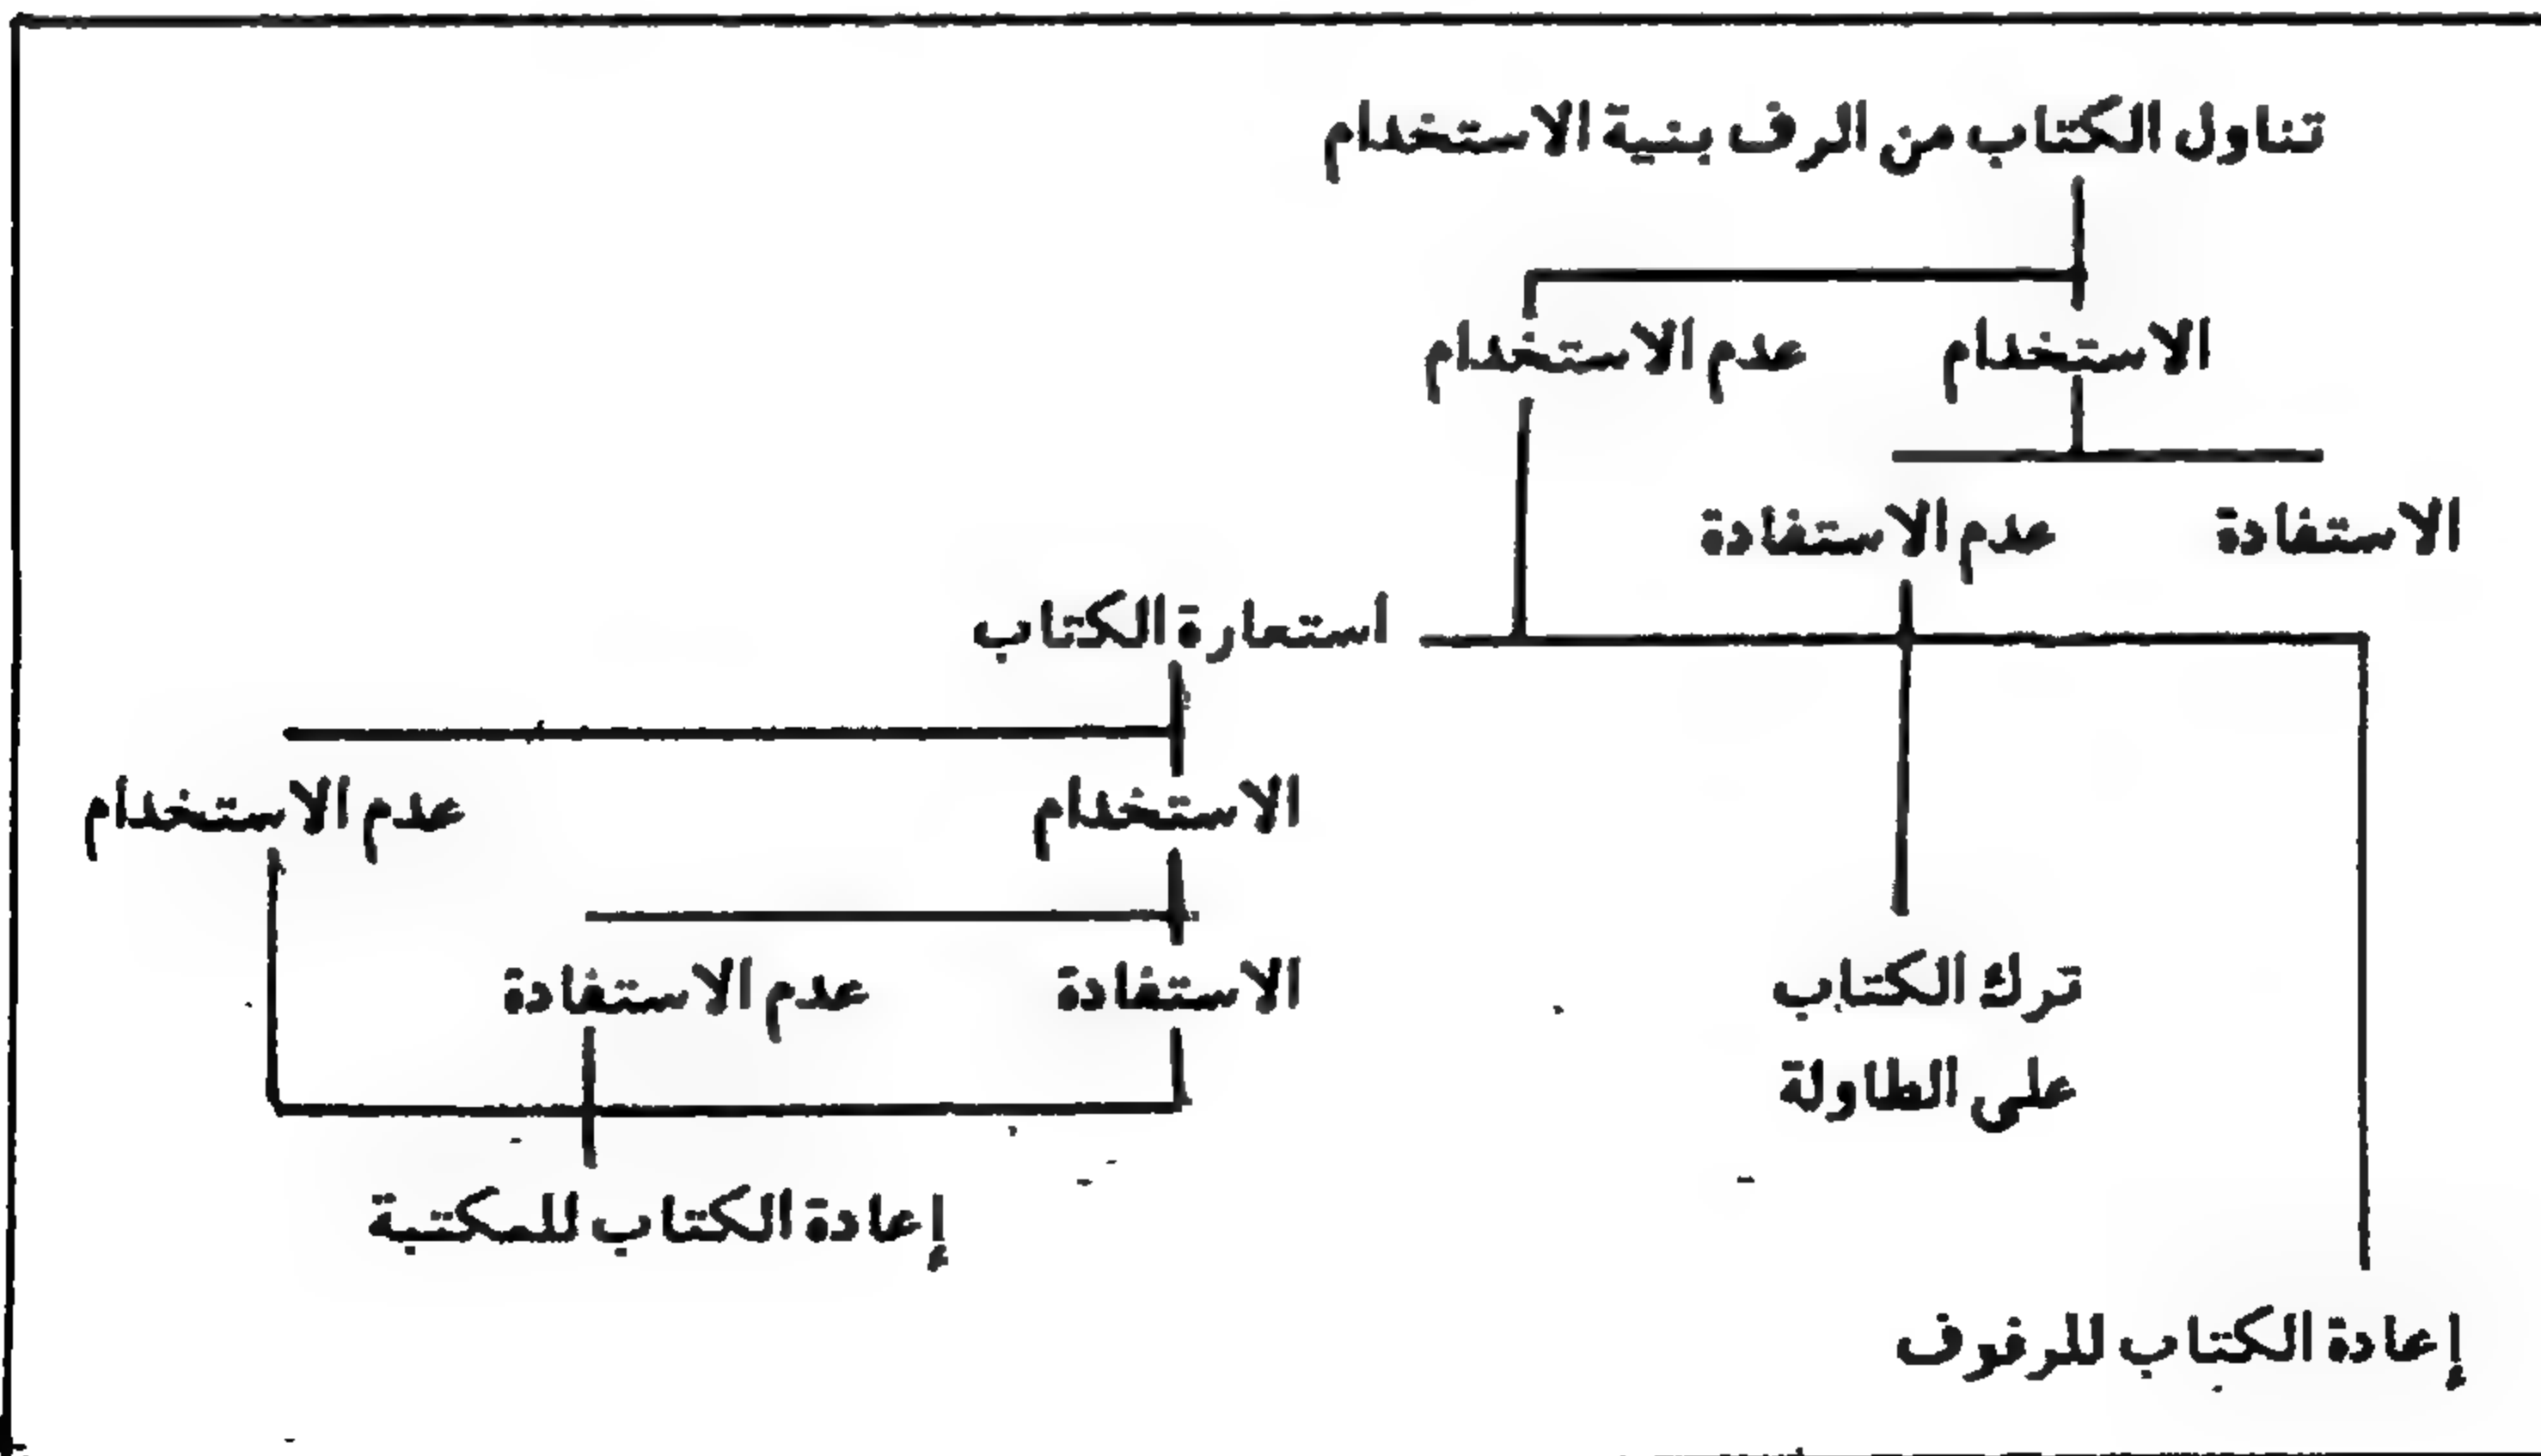 تناول الكتاب من الرف بنية الاستخدام
الاستخدام
عدم الاستخدام
الاستفادة
عدم الاستفادة
استعارة الكتاب
الاستخدام
عدم الاستخدام
الاستفادة
عدم الاستفادة
ترك الكتاب
على الطاولة
إعادة الكتاب للمكتبة
إعادة الكتاب للرفوف